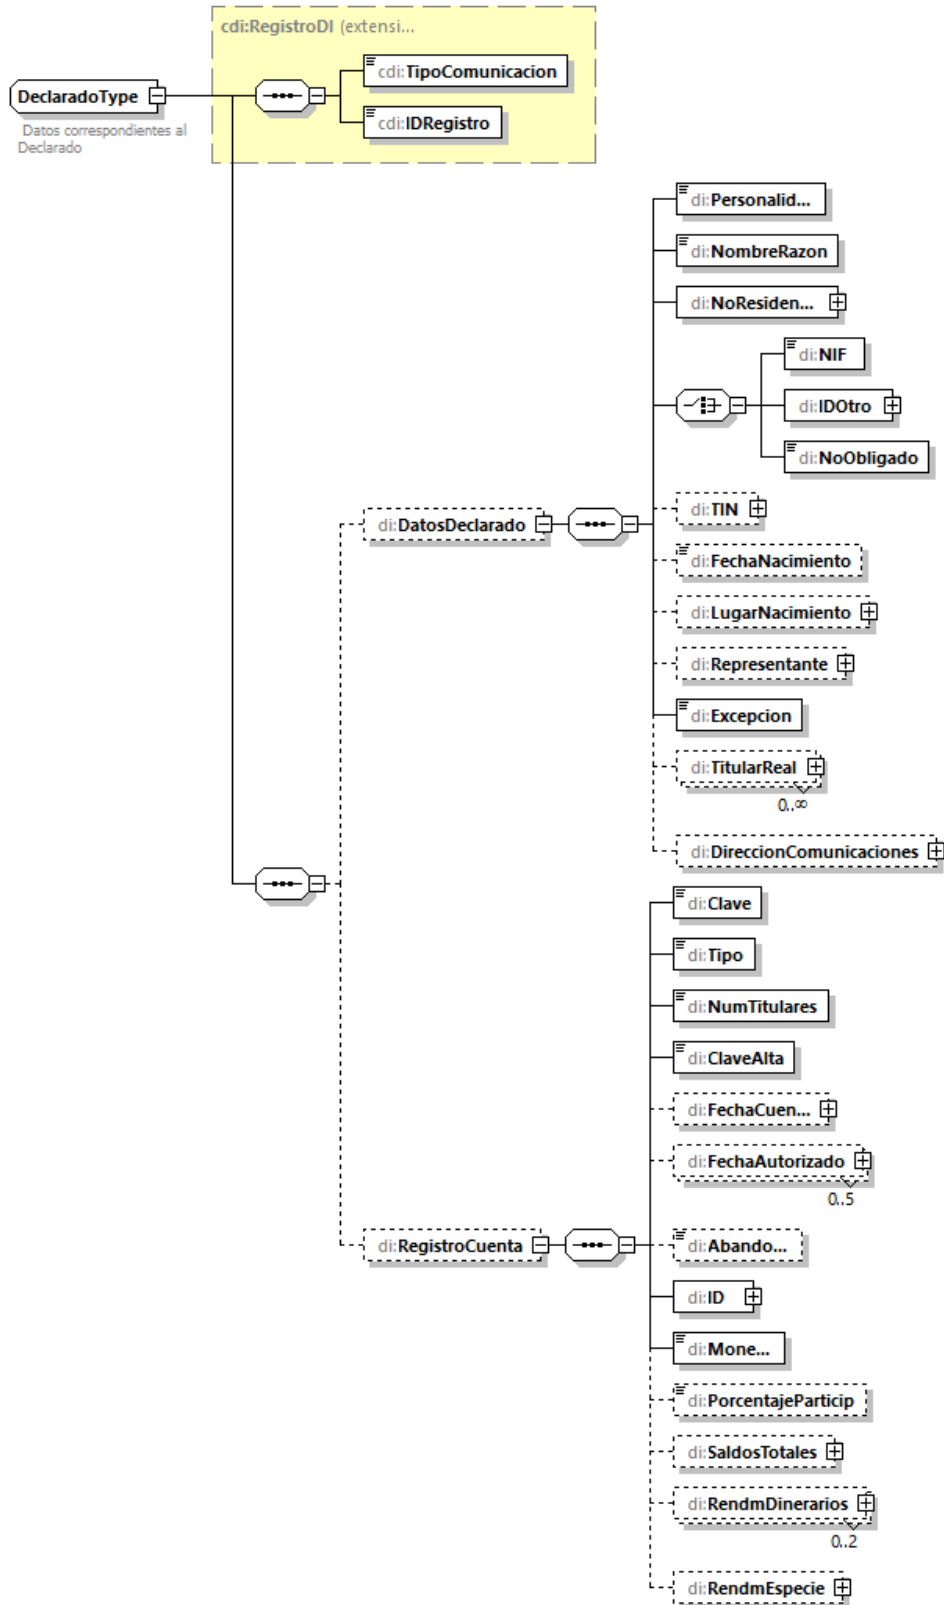 cdi:RegistroDI (extensi...
cdi:TipoComunicacion
DeclaradoType
cdi:IDRegistro
Datos correspondientes al
Declarado
di:Personalid...
di:NombreRazon
di:NoResiden...
di:NIF
di:IDOtro
di:NoObligado
di:TIN
di:DatosDeclarado
di:FechaNacimiento
di:LugarNacimiento
di:Representante
di:Excepcion
di:TitularReal
0..∞
di:DireccionComunicaciones
di:Clave
di:Tipo
di:NumTitulares
di:ClaveAlta
di:FechaCuen...
di:FechaAutorizado
0..5
di:RegistroCuenta
di:Abando...
di:ID
di:Mone...
di:PorcentajeParticip
di:SaldosTotales
di:RendmDinerarios
0..2
di:RendmEspecie